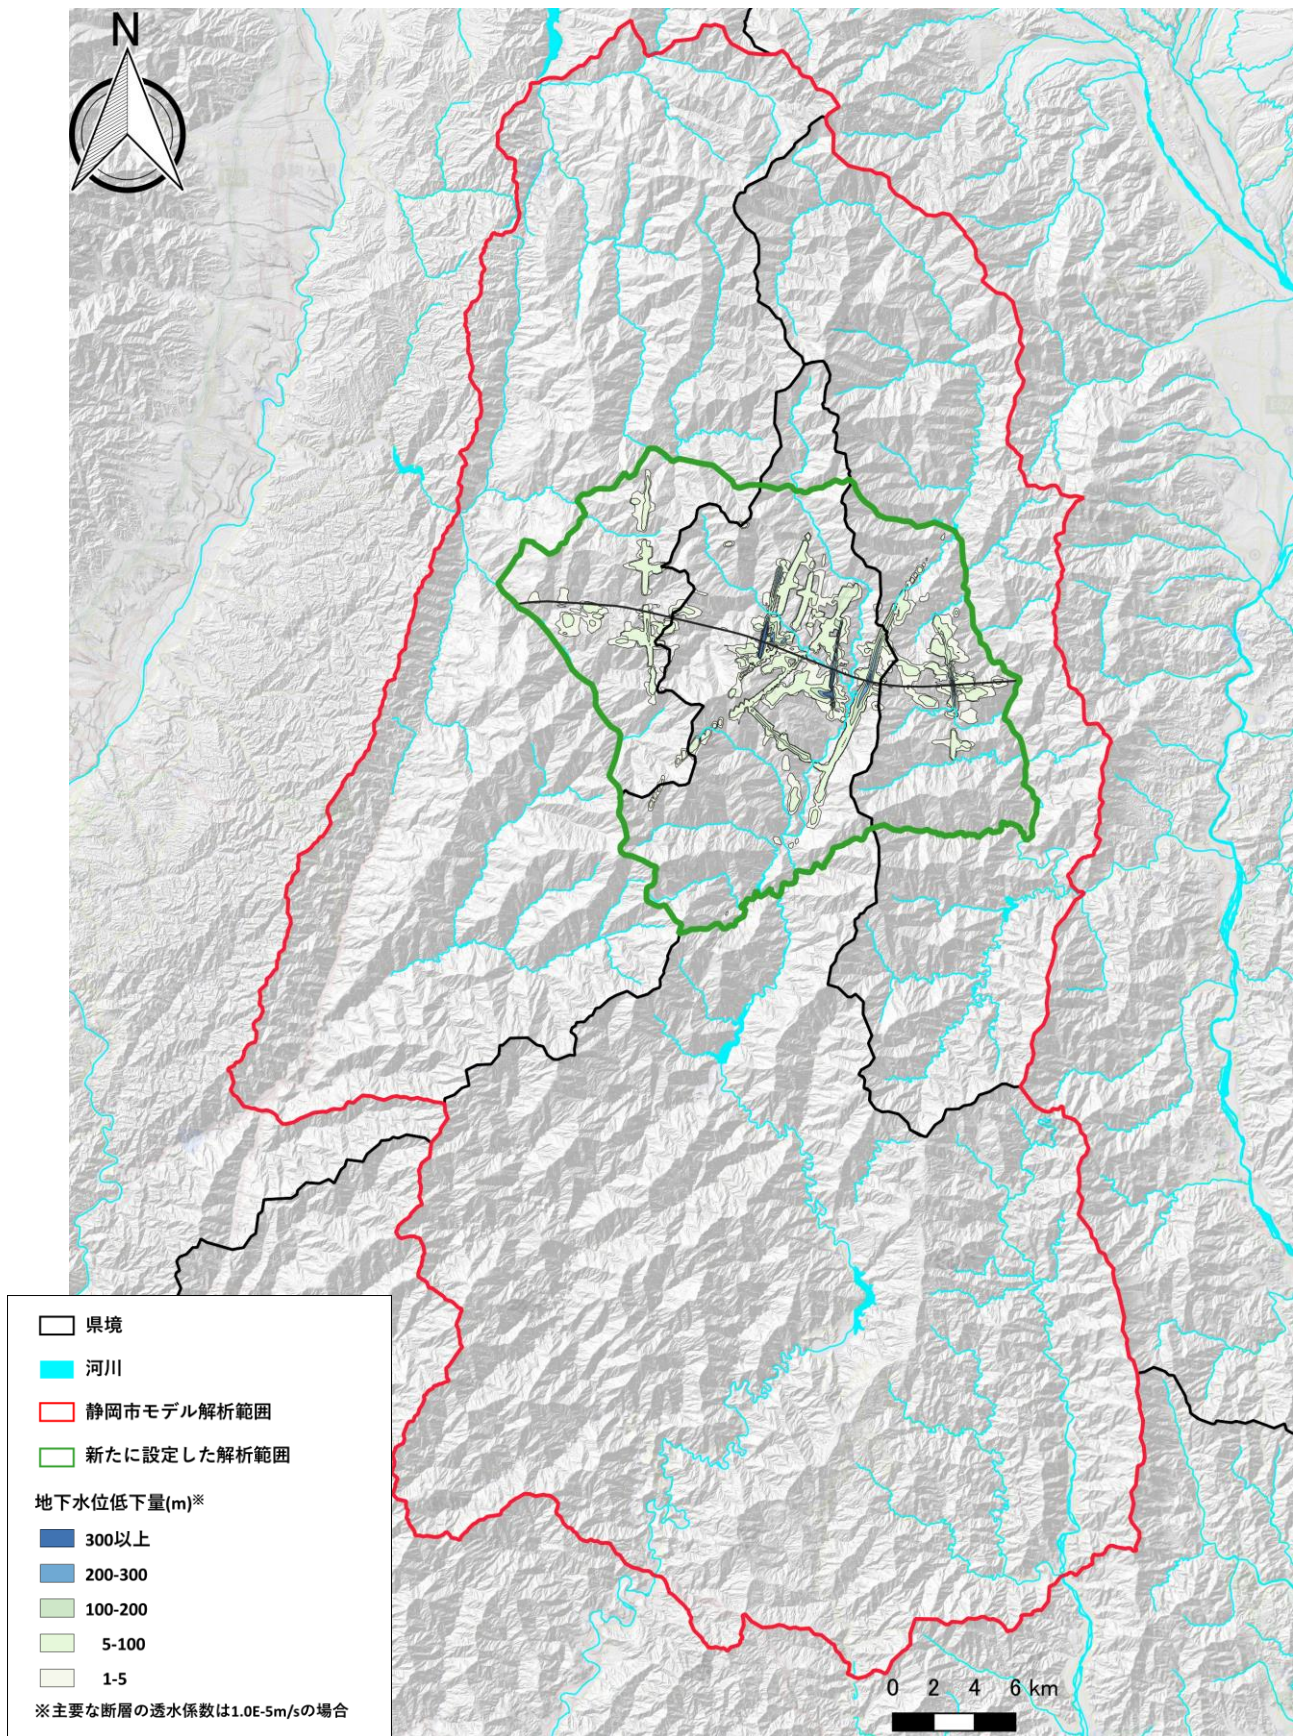 N
県境
河川
静岡市モデル解析範囲
新たに設定した解析範囲
地下水位低下量(m)※
300以上
200-300
100-200
5-100
1-5
※主要な断層の透水係数は1.0E-5m/sの場合
0 2 4 6 km